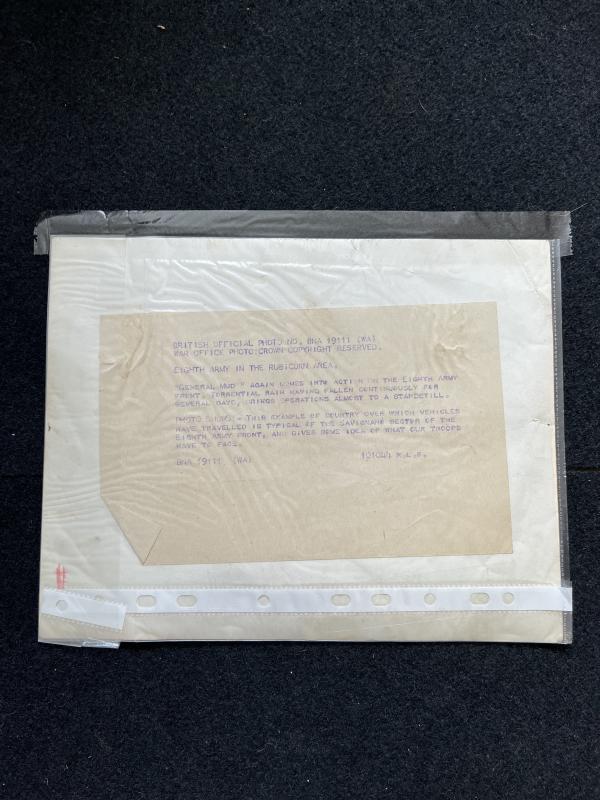 BRITISH OFFICIAL PHOTO NO. BNA 19111 (WA)
WAR OFFICE PHOTO:CROWN COPYRIGHT RESERVED.
EIGHTH ARMY IN THE RUBICORN AREA.
"GENERAL MUD" AGAIN COMES INTO ACTION ON THE EIGHTH ARMY
FRONT. TORRENTIAL RAIN HAVING FALLEN CONTINUOUSLY FOR
SEVERAL DAYS, BRINGS OPERATIONS ALMOST TO A STANDSTILL.
PHOTO SHOWS:- THIS EXAMPLE OF COUNTRY OVER WHICH VEHICLES
HAVE TRAVELLED IS TYPICAL OF THE SAVIGNANO SECTOR OF THE
EIGHTH ARMY FRONT, AND GIVES SOME IDEA OF WHAT OUR TROOPS
HAVE TO FACE.
BNA 19111 (WA)